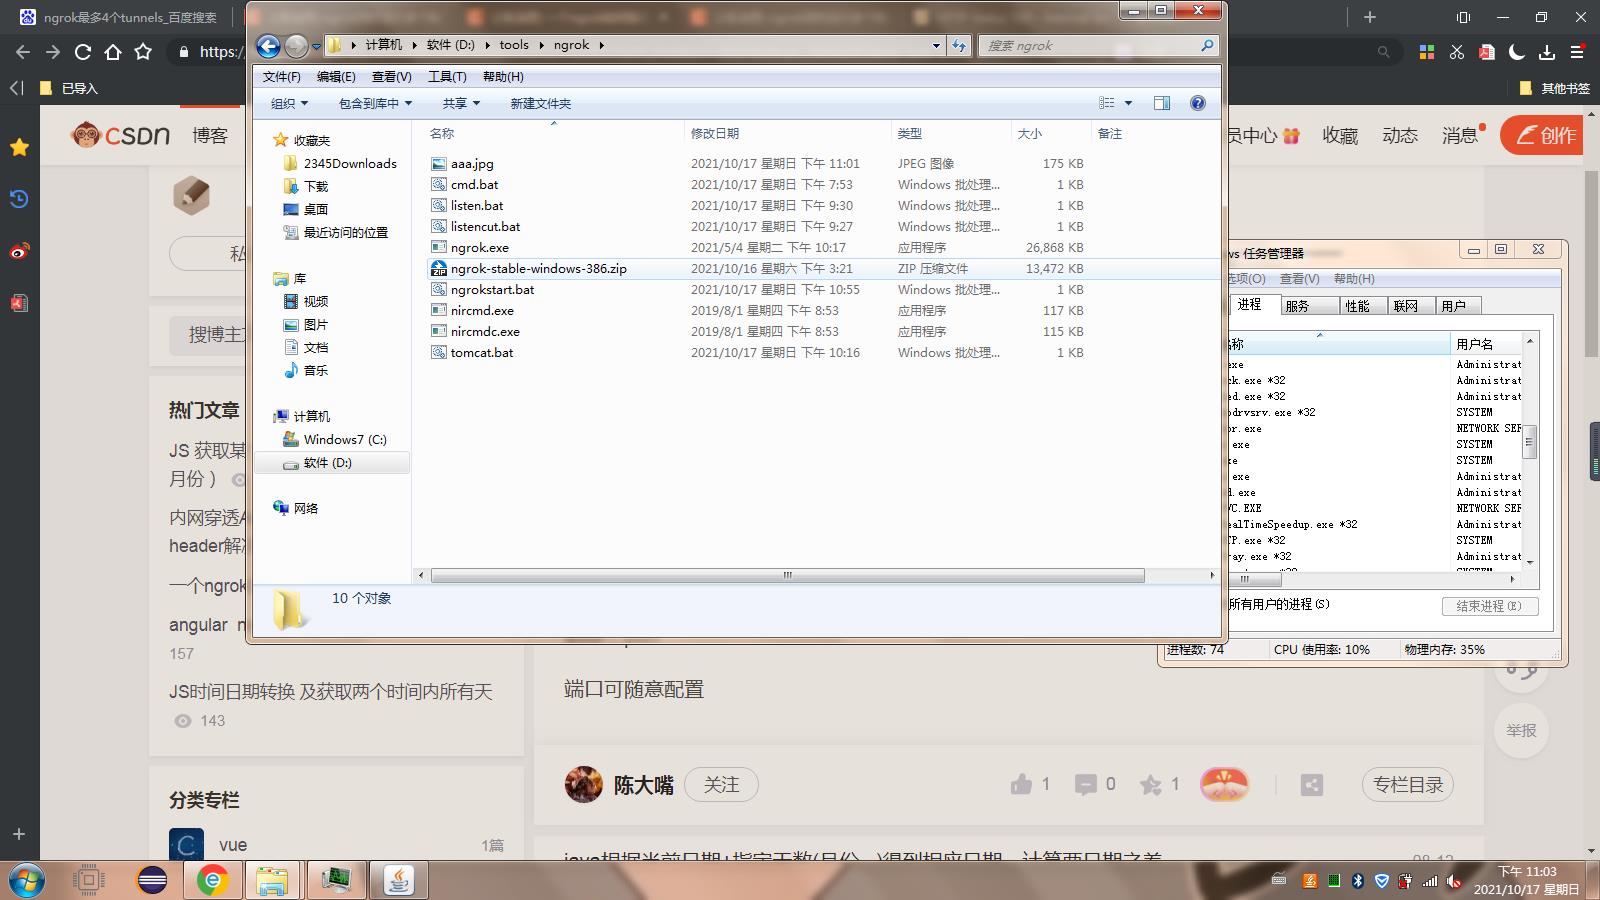 ngrok最多4个tunnels_百度搜索
https:/
已导入
其他书签
计算机
软件 (D:)
tools
ngrok
搜索 ngrok
文件(F)
编辑(E)
查看(V)
工具(T)
帮助(H)
组织
包含到库中
共享
新建文件夹
名称
修改日期
类型
大小
备注
aaa.jpg 2021/10/17 星期日 下午 11:01 JPEG 图像 175 KB
cmd.bat 2021/10/17 星期日 下午 7:53 Windows 批处理... 1 KB
listen.bat 2021/10/17 星期日 下午 9:30 Windows 批处理... 1 KB
listencut.bat 2021/10/17 星期日 下午 9:27 Windows 批处理... 1 KB
ngrok.exe 2021/5/4 星期二 下午 10:17 应用程序 26,868 KB
ngrok-stable-windows-386.zip 2021/10/16 星期六 下午 3:21 ZIP 压缩文件 13,472 KB
ngrokstart.bat 2021/10/17 星期日 下午 10:55 Windows 批处理... 1 KB
nircmd.exe 2019/8/1 星期四 下午 8:53 应用程序 117 KB
nircmdc.exe 2019/8/1 星期四 下午 8:53 应用程序 115 KB
tomcat.bat 2021/10/17 星期日 下午 10:16 Windows 批处理... 1 KB
收藏夹
2345Downloads
下载
桌面
最近访问的位置
库
视频
图片
文档
音乐
计算机
Windows7 (C:)
软件 (D:)
网络
10 个对象
CSDN
博客
员中心
收藏
动态
消息
创作
私
搜博主
热门文章
JS 获取某
月份 )
内网穿透
header解
一个ngrok
angular
157
JS时间日期转换 及获取两个时间内所有天
143
分类专栏
vue
1篇
端口可随意配置
陈大嘴
关注
1
0
1
专栏目录
举报
java根据当前日期+指定天数(月份...)得到相应日期、计算两日期之差
08-12
ws 任务管理器
选项(O)
查看(V)
帮助(H)
进程
服务
性能
联网
用户
称
用户名
exe Administrat
ck.exe *32 Administrat
ed.exe *32 Administrat
odrvsrv.exe *32 SYSTEM
or.exe NETWORK SER
.exe SYSTEM
e SYSTEM
.exe Administrat
d.exe Administrat
VC.EXE NETWORK SER
ealTimeSpeedup.exe *32 Administrat
TP.exe *32 SYSTEM
ray.exe *32 Administrat
所有用户的进程(S)
结束进程(E)
进程数: 74
CPU 使用率: 10%
物理内存: 35%
下午 11:03
2021/10/17 星期日